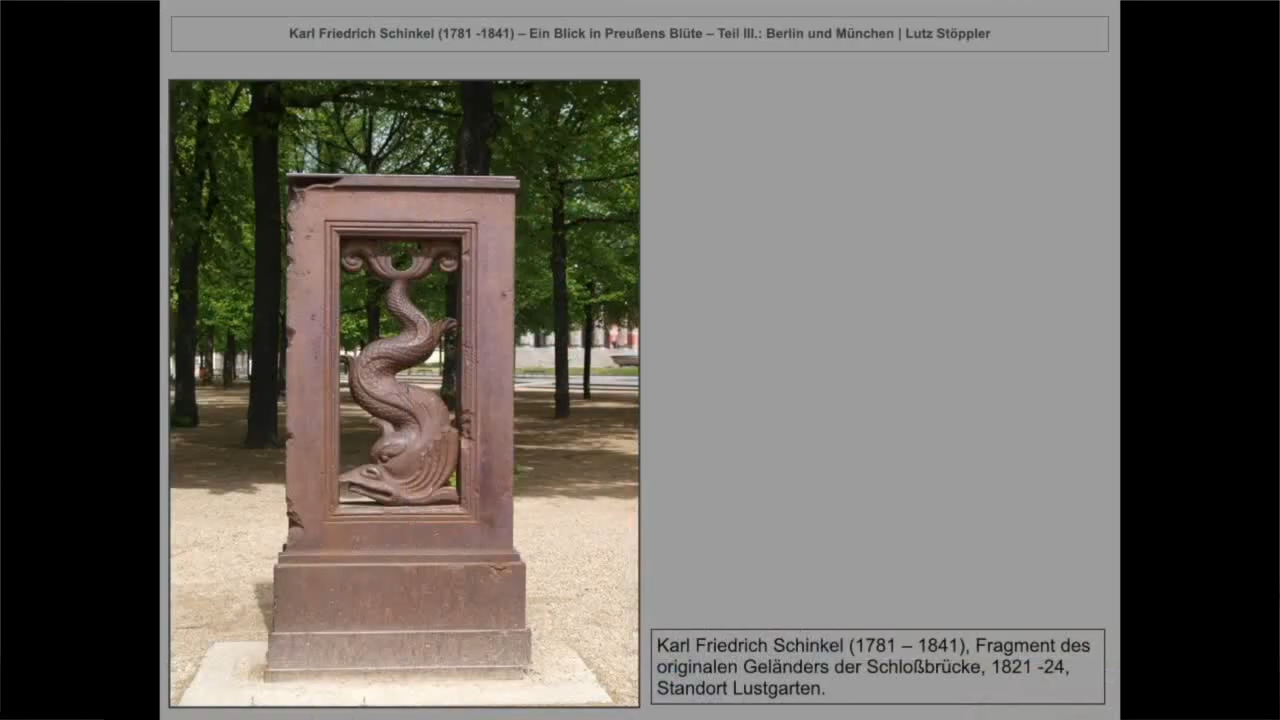 Karl Friedrich Schinkel (1781 -1841) – Ein Blick in Preußens Blüte – Teil III.: Berlin und München | Lutz Stöppler
Karl Friedrich Schinkel (1781 – 1841), Fragment des
originalen Geländers der Schloßbrücke, 1821 -24,
Standort Lustgarten.